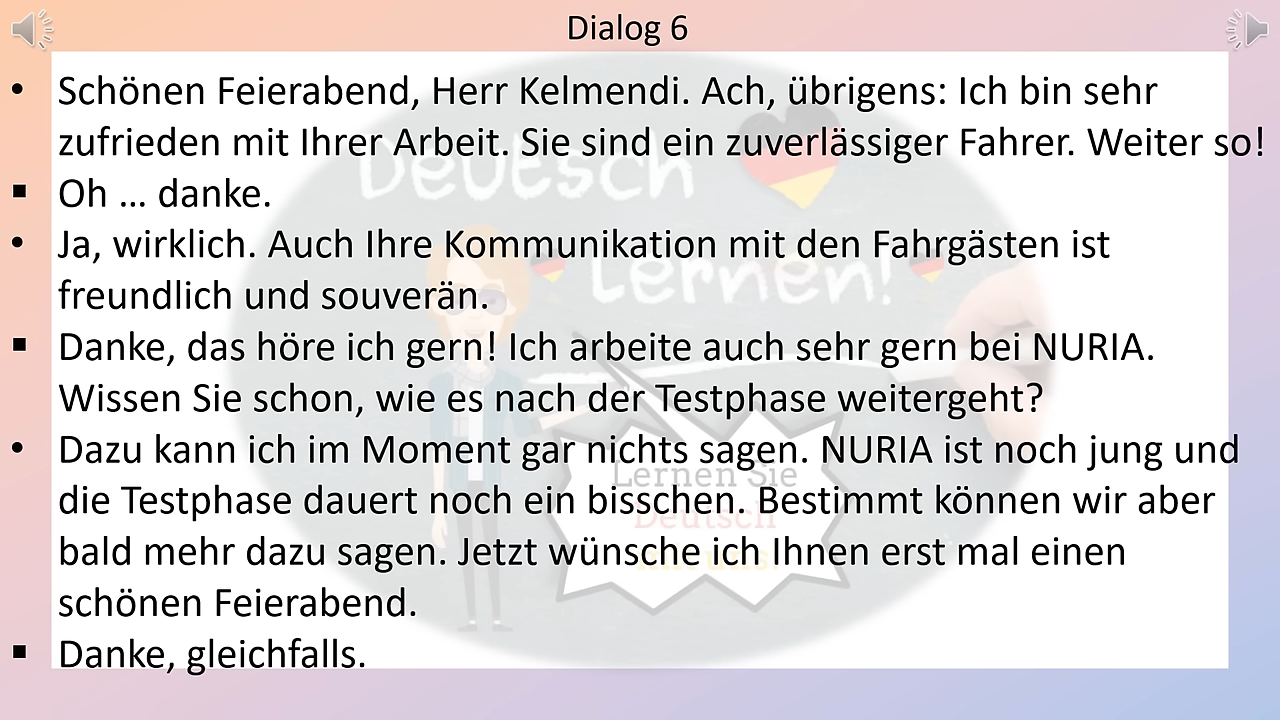 Dialog 6
• Schönen Feierabend, Herr Kelmendi. Ach, übrigens: Ich bin sehr
zufrieden mit Ihrer Arbeit. Sie sind ein zuverlässiger Fahrer. Weiter so!
▪ Oh … danke.
• Ja, wirklich. Auch Ihre Kommunikation mit den Fahrgästen ist
freundlich und souverän.
▪ Danke, das höre ich gern! Ich arbeite auch sehr gern bei NURIA.
Wissen Sie schon, wie es nach der Testphase weitergeht?
• Dazu kann ich im Moment gar nichts sagen. NURIA ist noch jung und
die Testphase dauert noch ein bisschen. Bestimmt können wir aber
bald mehr dazu sagen. Jetzt wünsche ich Ihnen erst mal einen
schönen Feierabend.
▪ Danke, gleichfalls.
Deutsch
Lernen!
Lernen Sie
Deutsch